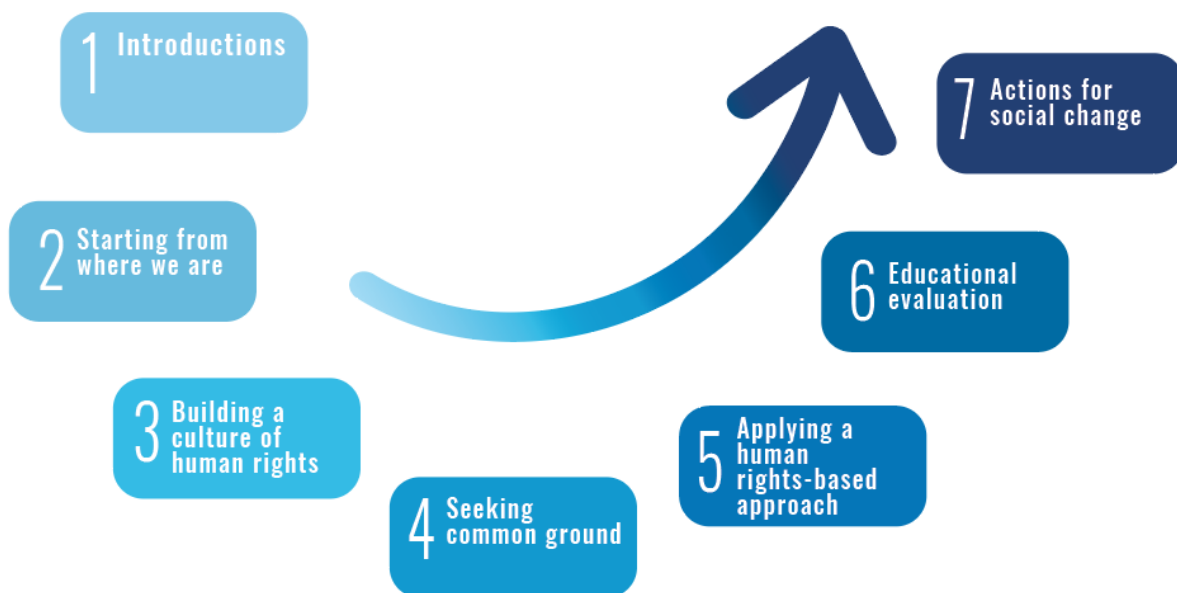 1 Introductions
2 Starting from
where we are
3 Building a
culture of
human rights
4 Seeking
common ground
5 Applying a
human
rights-based
approach
6 Educational
evaluation
7 Actions for
social change